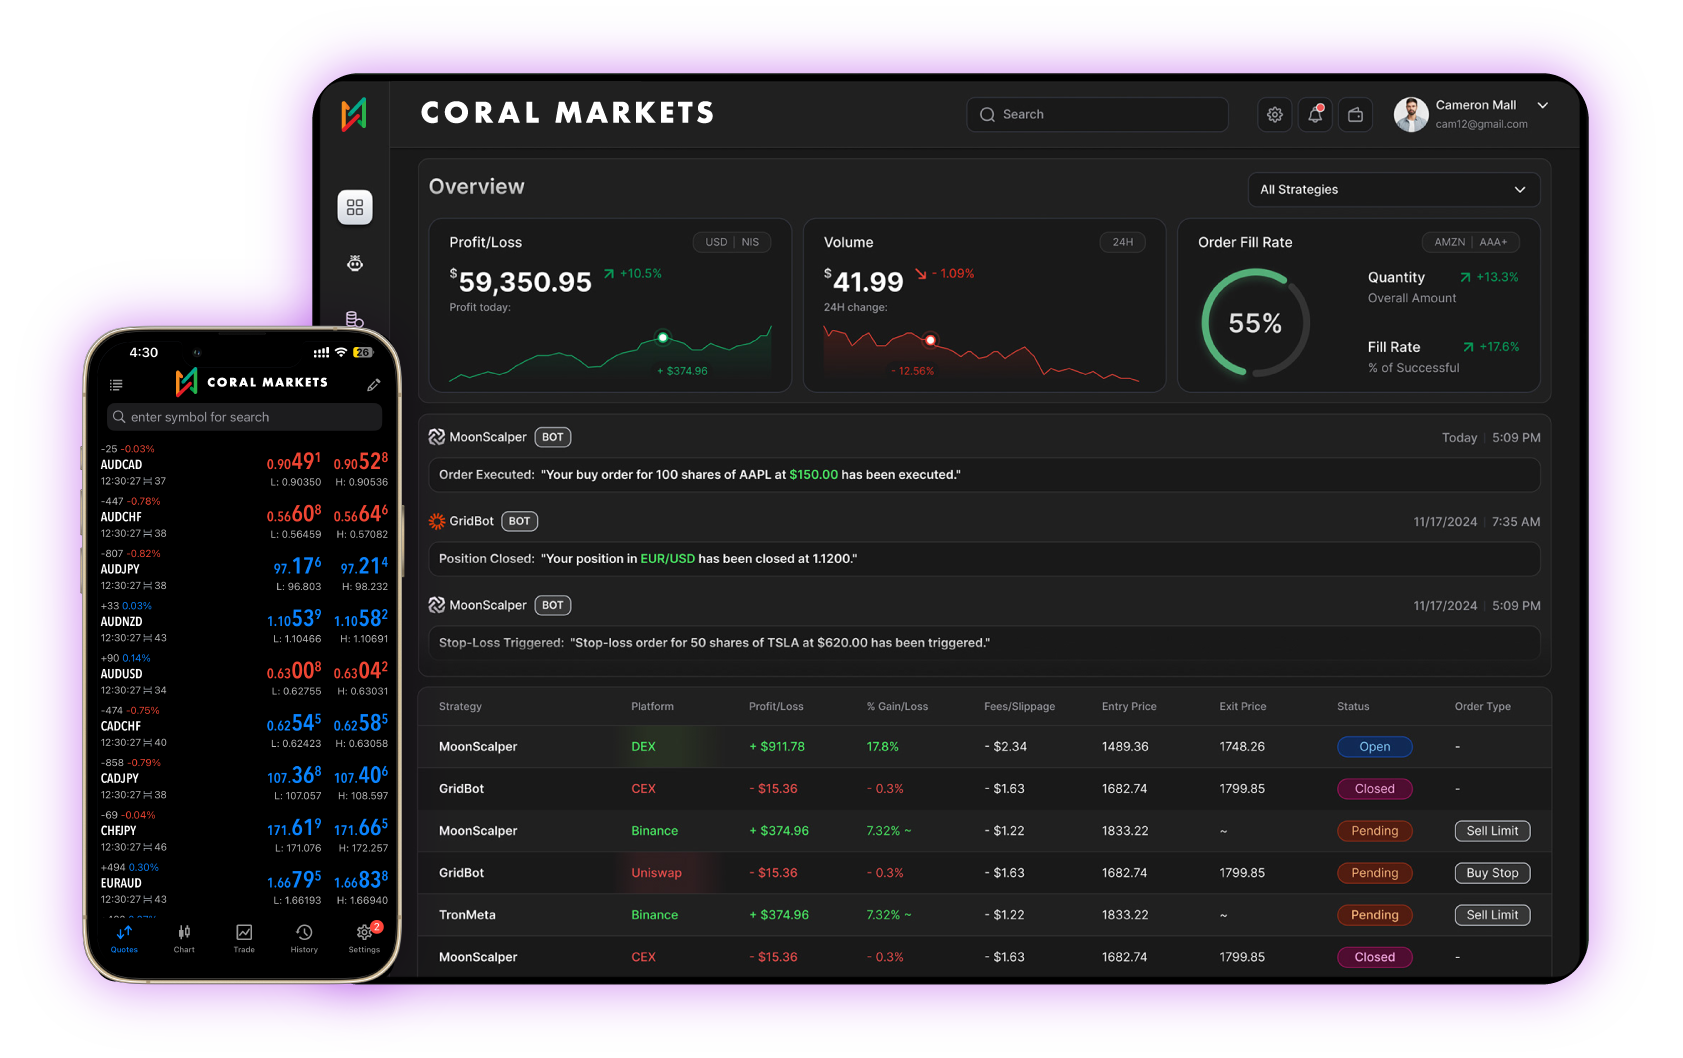 CORAL MARKETS
Search
Cameron Mall
cam12@gmail.com
Overview
All Strategies
Profit/Loss
USD | NIS
$59,350.95
+10.5%
Profit today:
+ $374.96
Volume
24H
$41.99
- 1.09%
24H change:
- 12.56%
Order Fill Rate
AMZN | AAA+
55%
Quantity
+13.3%
Overall Amount
Fill Rate
+17.6%
% of Successful
MoonScalper BOT
Today | 5:09 PM
Order Executed: "Your buy order for 100 shares of AAPL at $150.00 has been executed."
GridBot BOT
11/17/2024 | 7:35 AM
Position Closed: "Your position in EUR/USD has been closed at 1.1200."
MoonScalper BOT
11/17/2024 | 5:09 PM
Stop-Loss Triggered: "Stop-loss order for 50 shares of TSLA at $620.00 has been triggered."
Strategy Platform Profit/Loss % Gain/Loss Fees/Slippage Entry Price Exit Price Status Order Type
MoonScalper DEX + $911.78 17.8% - $2.34 1489.36 1748.26 Open -
GridBot CEX - $15.36 - 0.3% - $1.63 1682.74 1799.85 Closed -
MoonScalper Binance + $374.96 7.32% ~ - $1.22 1833.22 ~ Pending Sell Limit
GridBot Uniswap - $15.36 - 0.3% - $1.63 1682.74 1799.85 Pending Buy Stop
TronMeta Binance + $374.96 7.32% ~ - $1.22 1833.22 ~ Pending Sell Limit
MoonScalper CEX - $15.36 - 0.3% - $1.63 1682.74 1799.85 Closed -
4:30
26
CORAL MARKETS
enter symbol for search
-25 -0.03%
AUDCAD 0.90491 0.90528
12:30:27 37 L: 0.90350 H: 0.90536
-447 -0.78%
AUDCHF 0.56608 0.56646
12:30:27 38 L: 0.56459 H: 0.57082
-807 -0.82%
AUDJPY 97.176 97.214
12:30:27 38 L: 96.803 H: 98.232
+33 0.03%
AUDNZD 1.10539 1.10582
12:30:27 43 L: 1.10466 H: 1.10691
+90 0.14%
AUDUSD 0.63008 0.63042
12:30:27 34 L: 0.62755 H: 0.63031
-474 -0.75%
CADCHF 0.62545 0.62585
12:30:27 40 L: 0.62423 H: 0.63058
-858 -0.79%
CADJPY 107.368 107.406
12:30:27 38 L: 107.057 H: 108.597
-69 -0.04%
CHFJPY 171.619 171.665
12:30:27 46 L: 171.076 H: 172.257
+494 0.30%
EURAUD 1.66795 1.66838
12:30:27 43 L: 1.66193 H: 1.66940
2
Quotes Chart Trade History Settings